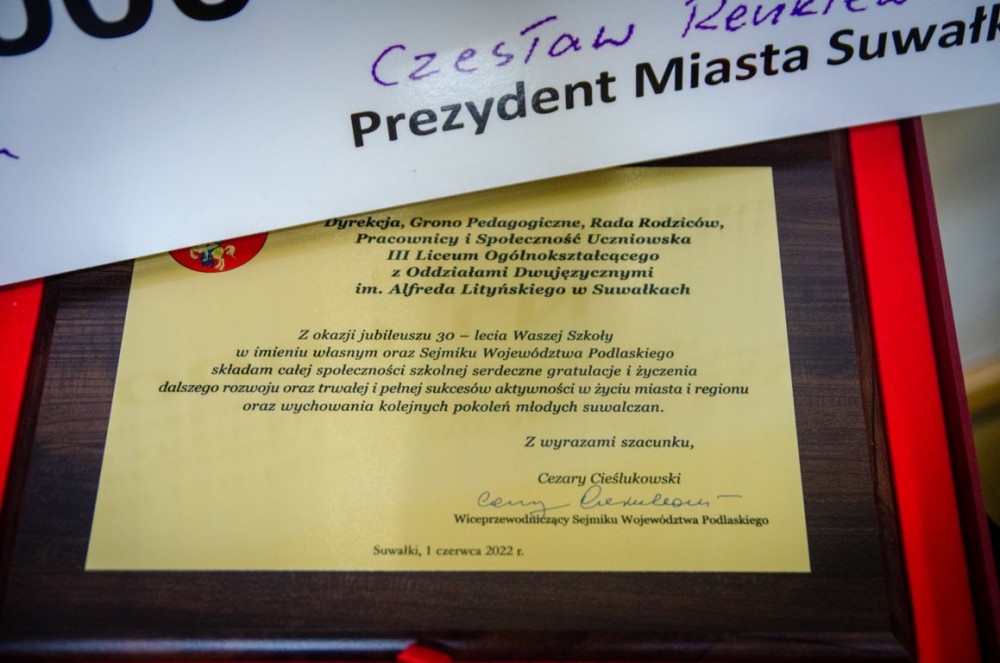 000
Czesław Renkiew
Prezydent Miasta Suwałk
Dyrekcja, Grono Pedagogiczne, Rada Rodziców,
Pracownicy i Społeczność Uczniowska
III Liceum Ogólnokształcącego
z Oddziałami Dwujęzycznymi
im. Alfreda Lityńskiego w Suwałkach
Z okazji jubileuszu 30 – lecia Waszej Szkoły
w imieniu własnym oraz Sejmiku Województwa Podlaskiego
składam całej społeczności szkolnej serdeczne gratulacje i życzenia
dalszego rozwoju oraz trwałej i pełnej sukcesów aktywności w życiu miasta i regionu
oraz wychowania kolejnych pokoleń młodych suwalczan.
Z wyrazami szacunku,
Cezary Cieślukowski
Wiceprzewodniczący Sejmiku Województwa Podlaskiego
Suwałki, 1 czerwca 2022 r.